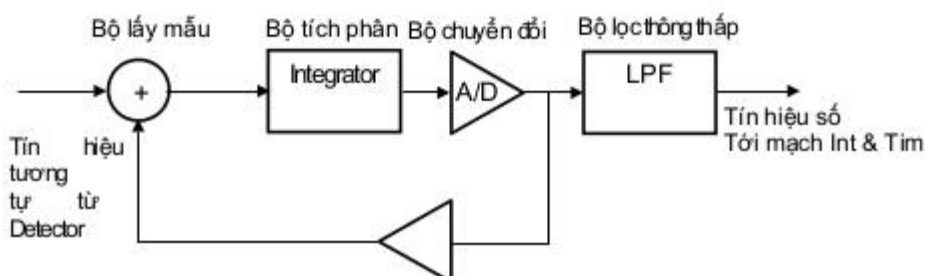 Bộ lấy mẫu
Bộ tích phân
Bộ chuyển đổi
Bộ lọc thông thấp
+
Integrator
A/D
LPF
Tín hiệu số
Tới mạch Int & Tim
Tín hiệu
tương
tự từ
Detector